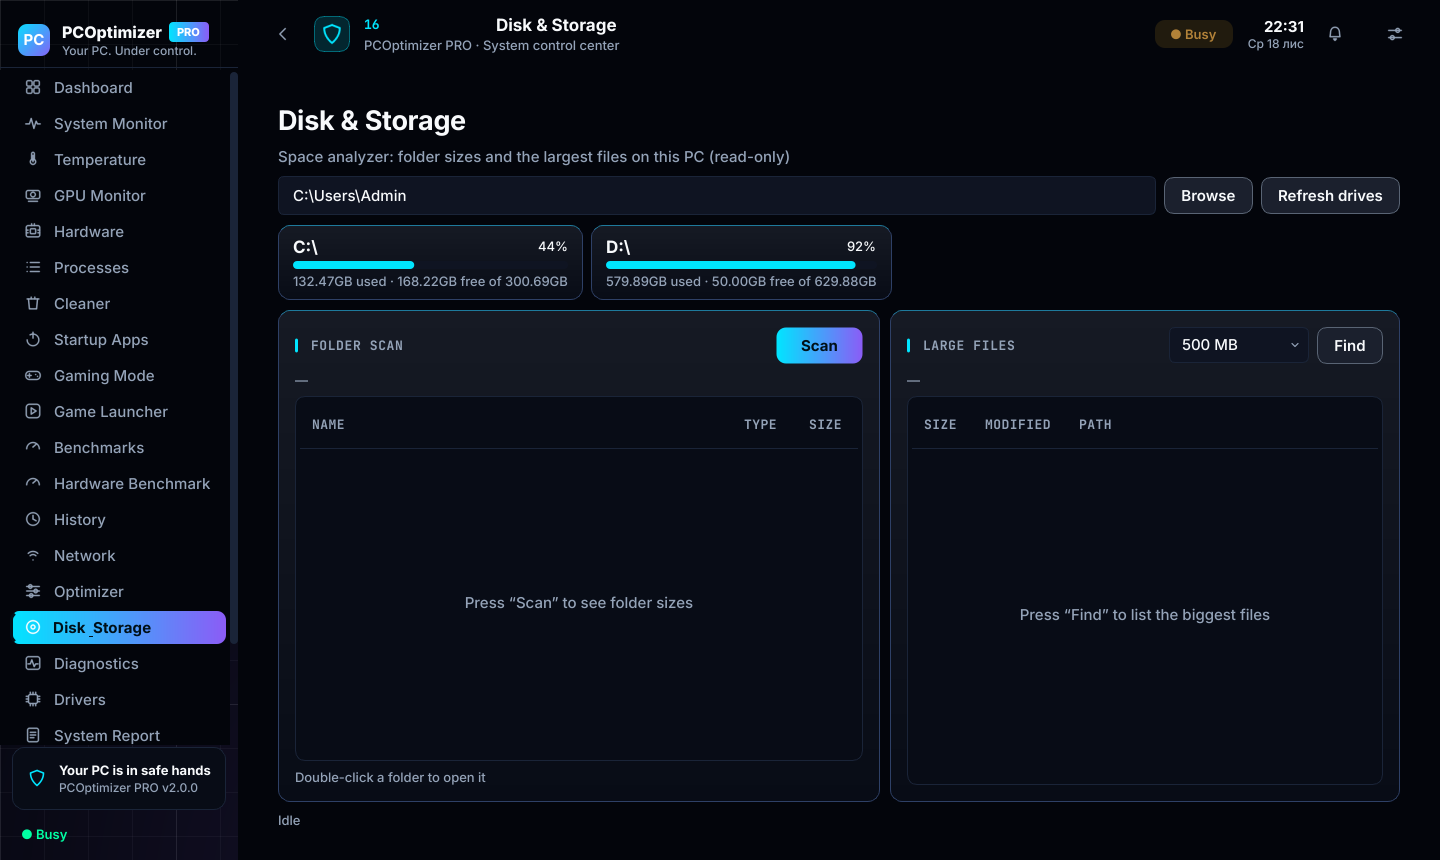 PC
PCOptimizer PRO
Your PC. Under control.
Dashboard
System Monitor
Temperature
GPU Monitor
Hardware
Processes
Cleaner
Startup Apps
Gaming Mode
Game Launcher
Benchmarks
Hardware Benchmark
History
Network
Optimizer
Disk _Storage
Diagnostics
Drivers
System Report
Your PC is in safe hands
PCOptimizer PRO v2.0.0
Busy
16
Disk & Storage
PCOptimizer PRO · System control center
Busy
22:31
Ср 18 лис
Disk & Storage
Space analyzer: folder sizes and the largest files on this PC (read-only)
C:\Users\Admin
Browse
Refresh drives
C:\ 44%
132.47GB used · 168.22GB free of 300.69GB
D:\ 92%
579.89GB used · 50.00GB free of 629.88GB
FOLDER SCAN
Scan
—
NAME TYPE SIZE
Press “Scan” to see folder sizes
Double-click a folder to open it
LARGE FILES
500 MB
Find
—
SIZE MODIFIED PATH
Press “Find” to list the biggest files
Idle